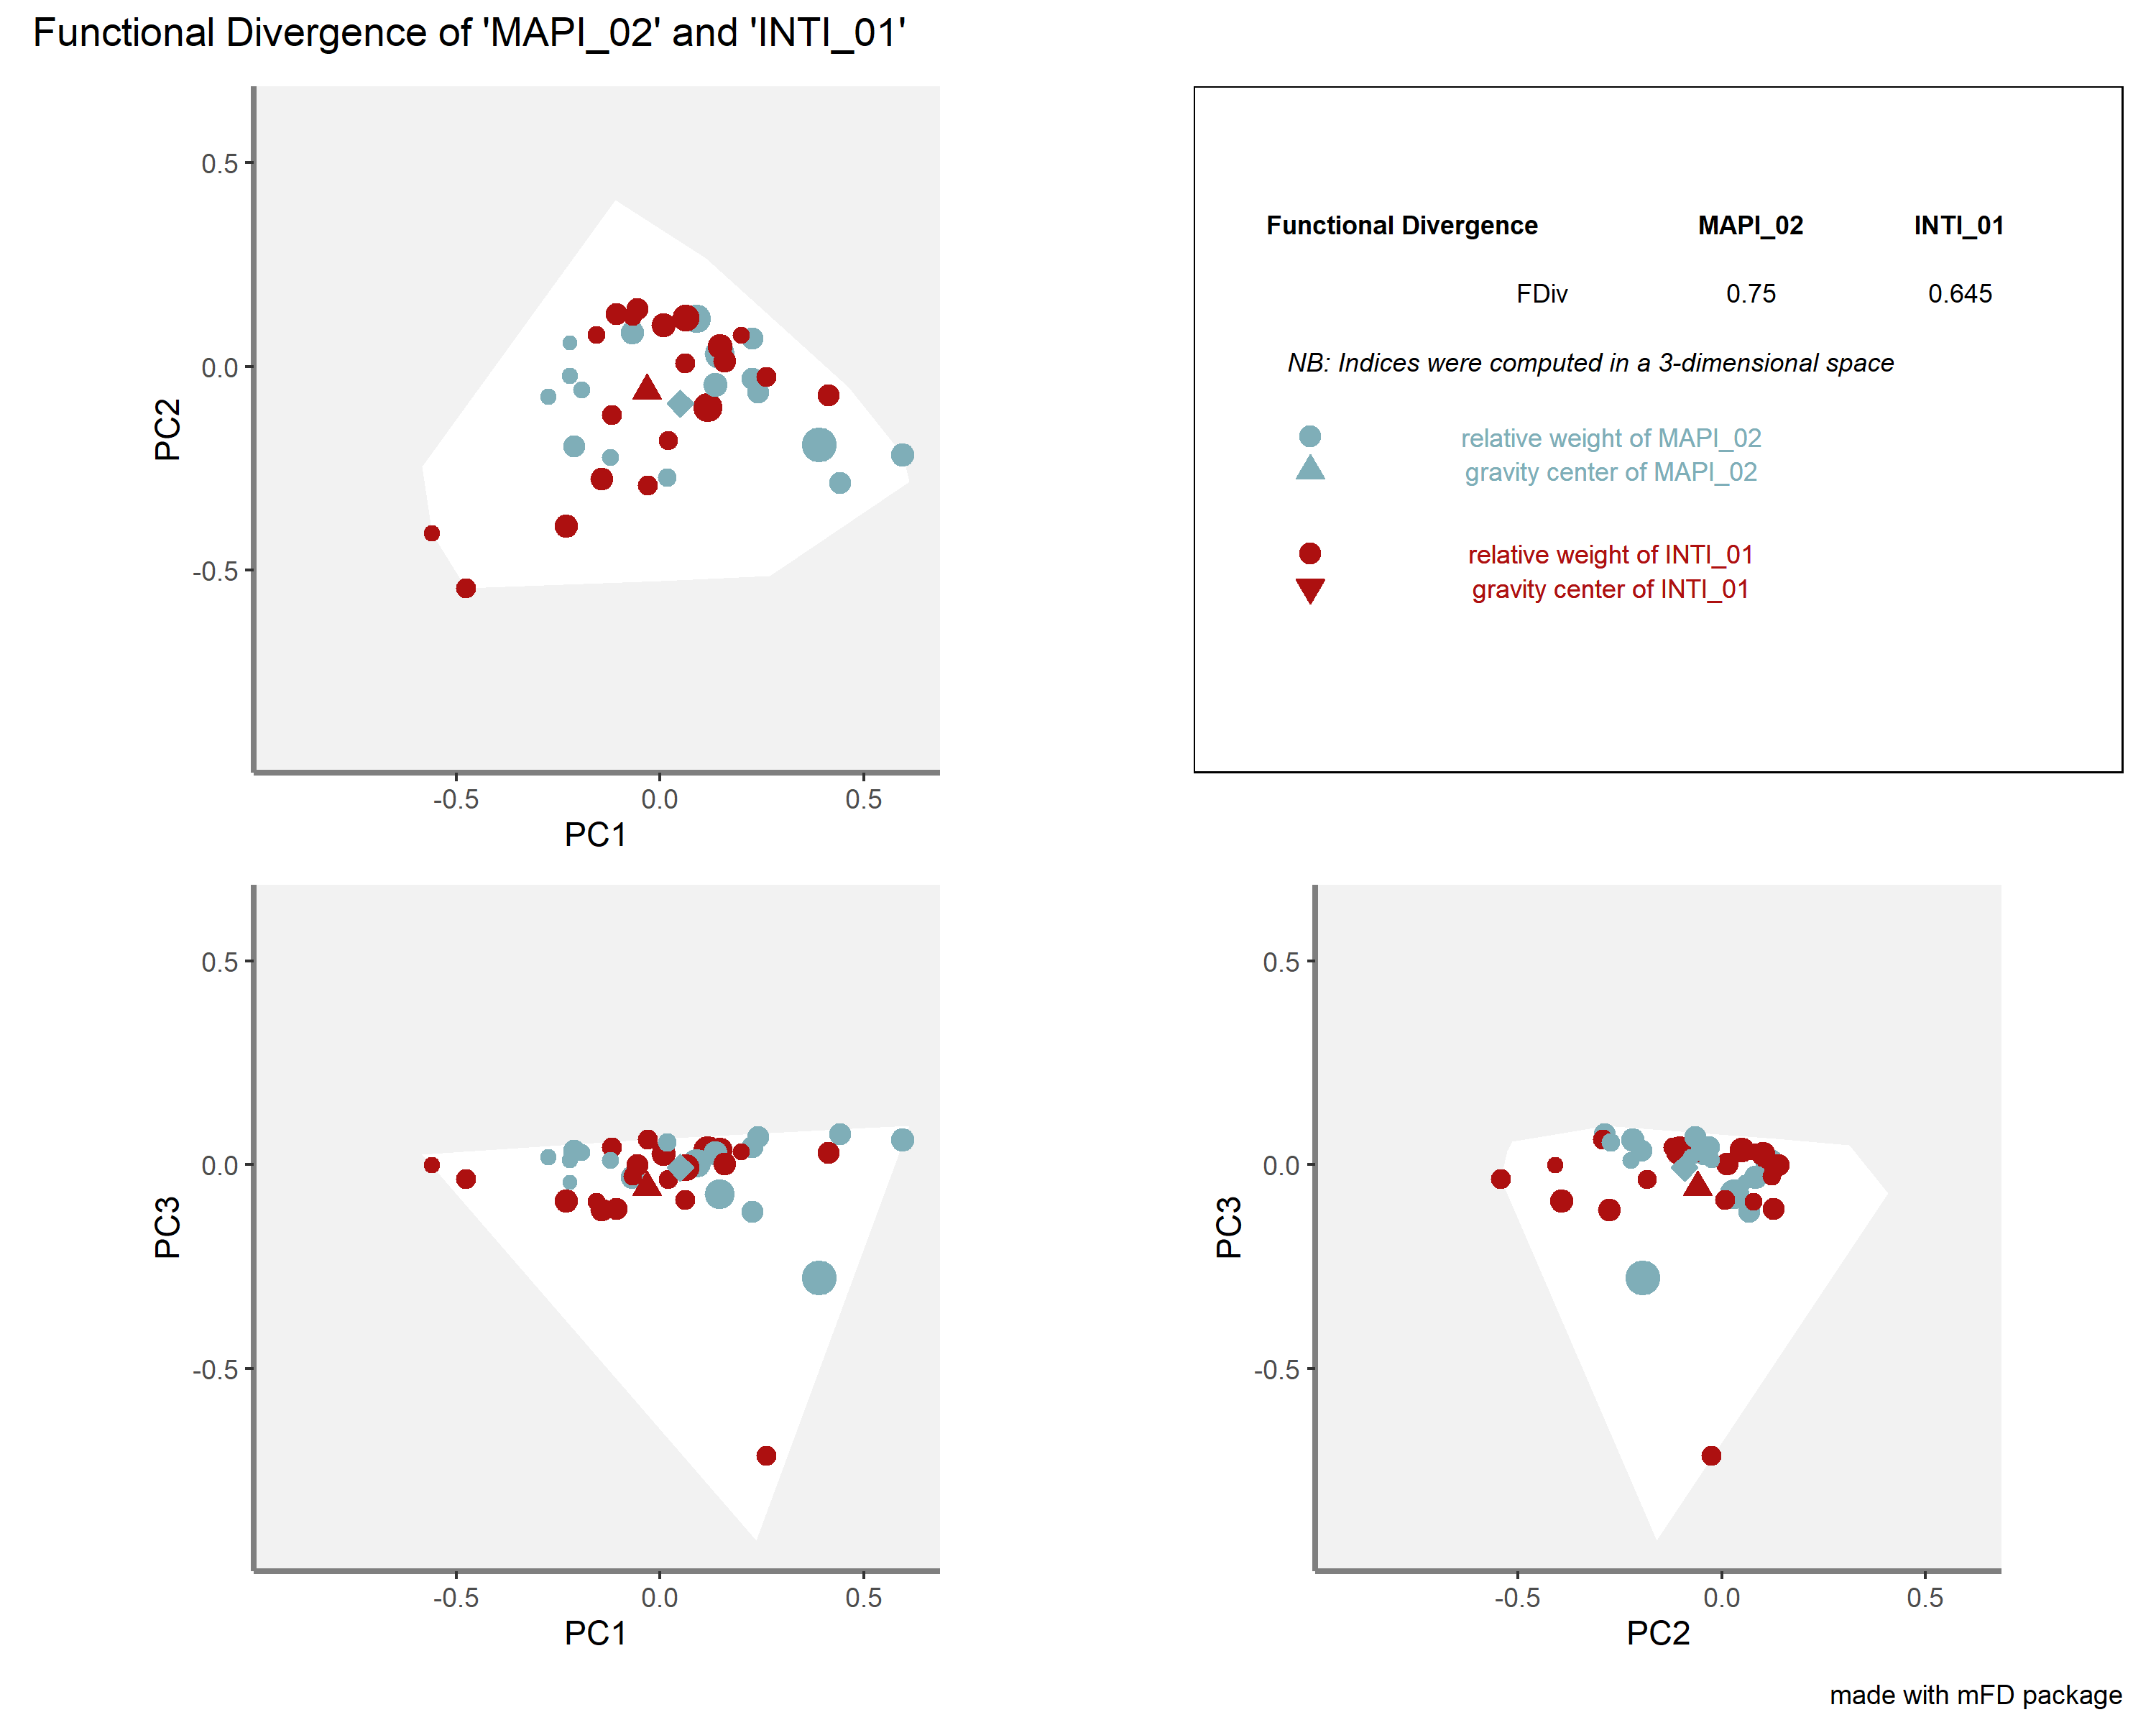 Functional Divergence of 'MAPI_02' and 'INTI_01'
0.5
0.0
-0.5
PC2
-0.5 0.0 0.5
PC1
Functional Divergence MAPI_02 INTI_01
FDiv 0.75 0.645
NB: Indices were computed in a 3-dimensional space
relative weight of MAPI_02
gravity center of MAPI_02
relative weight of INTI_01
gravity center of INTI_01
0.5
0.0
-0.5
PC3
-0.5 0.0 0.5
PC1
0.5
0.0
-0.5
PC3
-0.5 0.0 0.5
PC2
made with mFD package